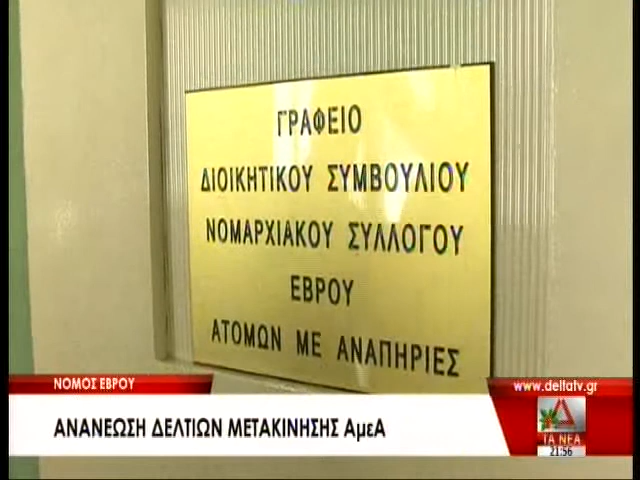 ΓΡΑΦΕΙΟ
ΔΙΟΙΚΗΤΙΚΟΥ ΣΥΜΒΟΥΛΙΟΥ
ΝΟΜΑΡΧΙΑΚΟΥ ΣΥΛΛΟΓΟΥ
ΕΒΡΟΥ
ΑΤΟΜΩΝ ΜΕ ΑΝΑΠΗΡΙΕΣ
ΝΟΜΟΣ ΕΒΡΟΥ
www.deltatv.gr
ΑΝΑΝΕΩΣΗ ΔΕΛΤΙΩΝ ΜΕΤΑΚΙΝΗΣΗΣ ΑμεΑ
ΤΑ ΝΕΑ
21:56